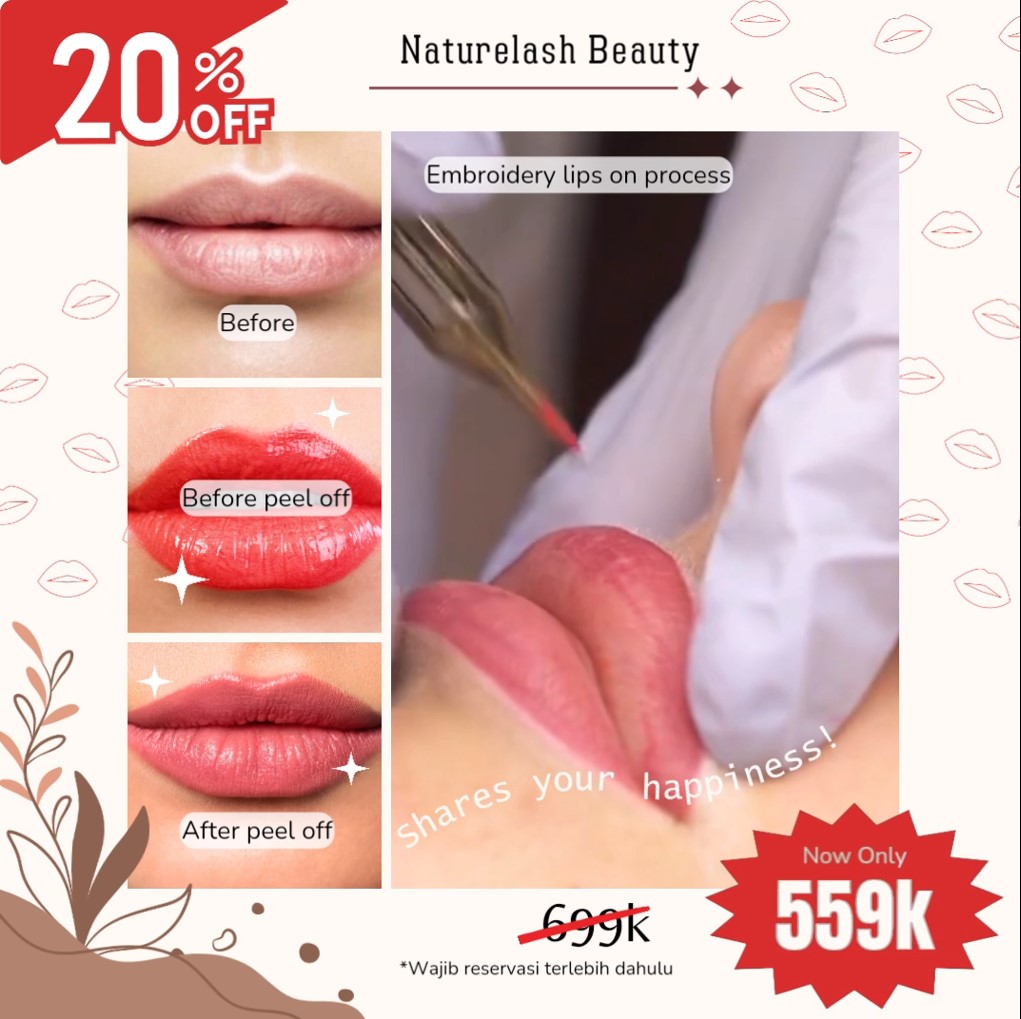 20%
OFF
Naturelash Beauty
Embroidery lips on process
Before
Before peel off
After peel off
Shares your happiness!
Now Only
559k
699k
*Wajib reservasi terlebih dahulu